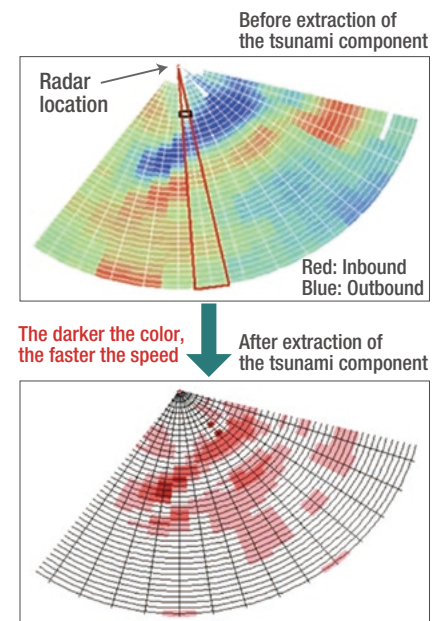 Before extraction of
the tsunami component
Radar
location
Red: Inbound
Blue: Outbound
The darker the color,
the faster the speed
After extraction of
the tsunami component